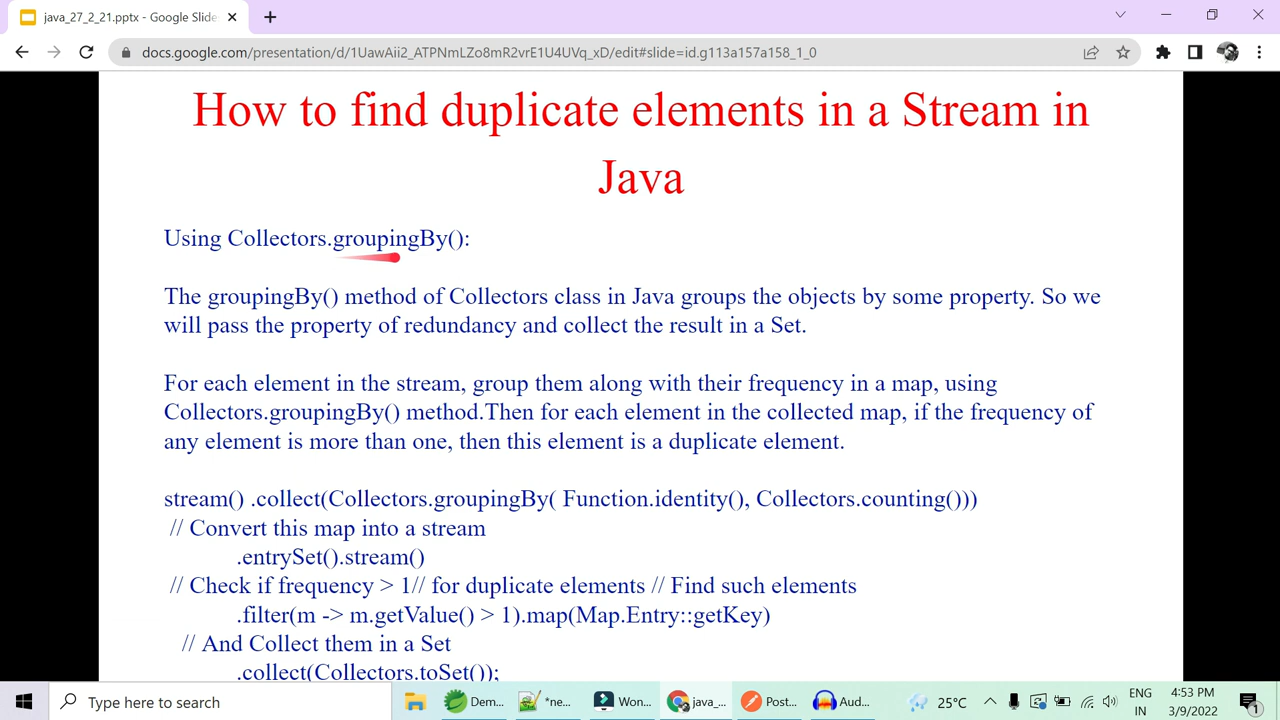 java_27_2_21.pptx - Google Slide
docs.google.com/presentation/d/1UawAii2_ATPNmLZo8mR2vrE1U4UVq_xD/edit#slide=id.g113a157a158_1_0
How to find duplicate elements in a Stream in
Java
Using Collectors.groupingBy():
The groupingBy() method of Collectors class in Java groups the objects by some property. So we
will pass the property of redundancy and collect the result in a Set.
For each element in the stream, group them along with their frequency in a map, using
Collectors.groupingBy() method.Then for each element in the collected map, if the frequency of
any element is more than one, then this element is a duplicate element.
stream() .collect(Collectors.groupingBy( Function.identity(), Collectors.counting()))
// Convert this map into a stream
.entrySet().stream()
// Check if frequency > 1// for duplicate elements // Find such elements
.filter(m -> m.getValue() > 1).map(Map.Entry::getKey)
// And Collect them in a Set
.collect(Collectors.toSet());
Type here to search
Dem...
*ne...
Won...
java_...
Post...
Aud...
25°C
ENG
IN
4:53 PM
3/9/2022
1